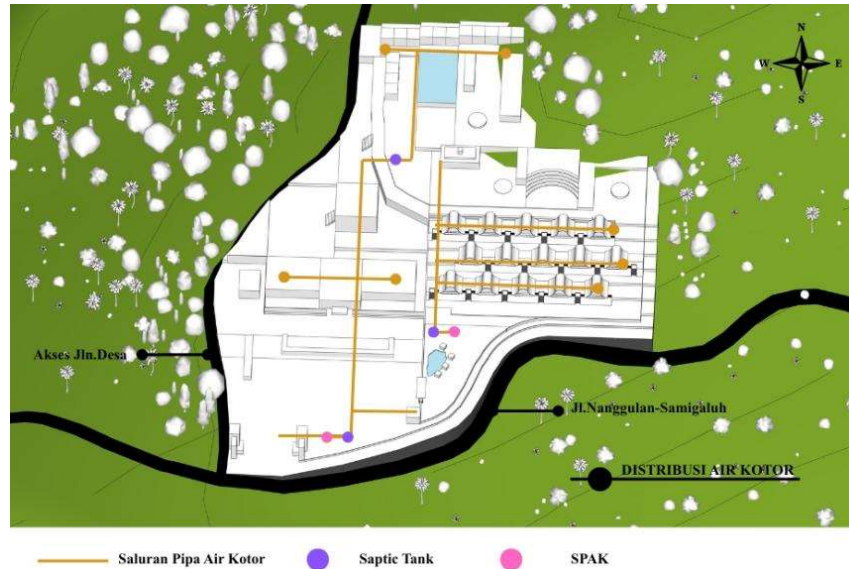 N
W E
S
Akses Jln.Desa
Jl.Nanggulan-Samigaluh
DISTRIBUSI AIR KOTOR
Saluran Pipa Air Kotor Saptic Tank SPAK